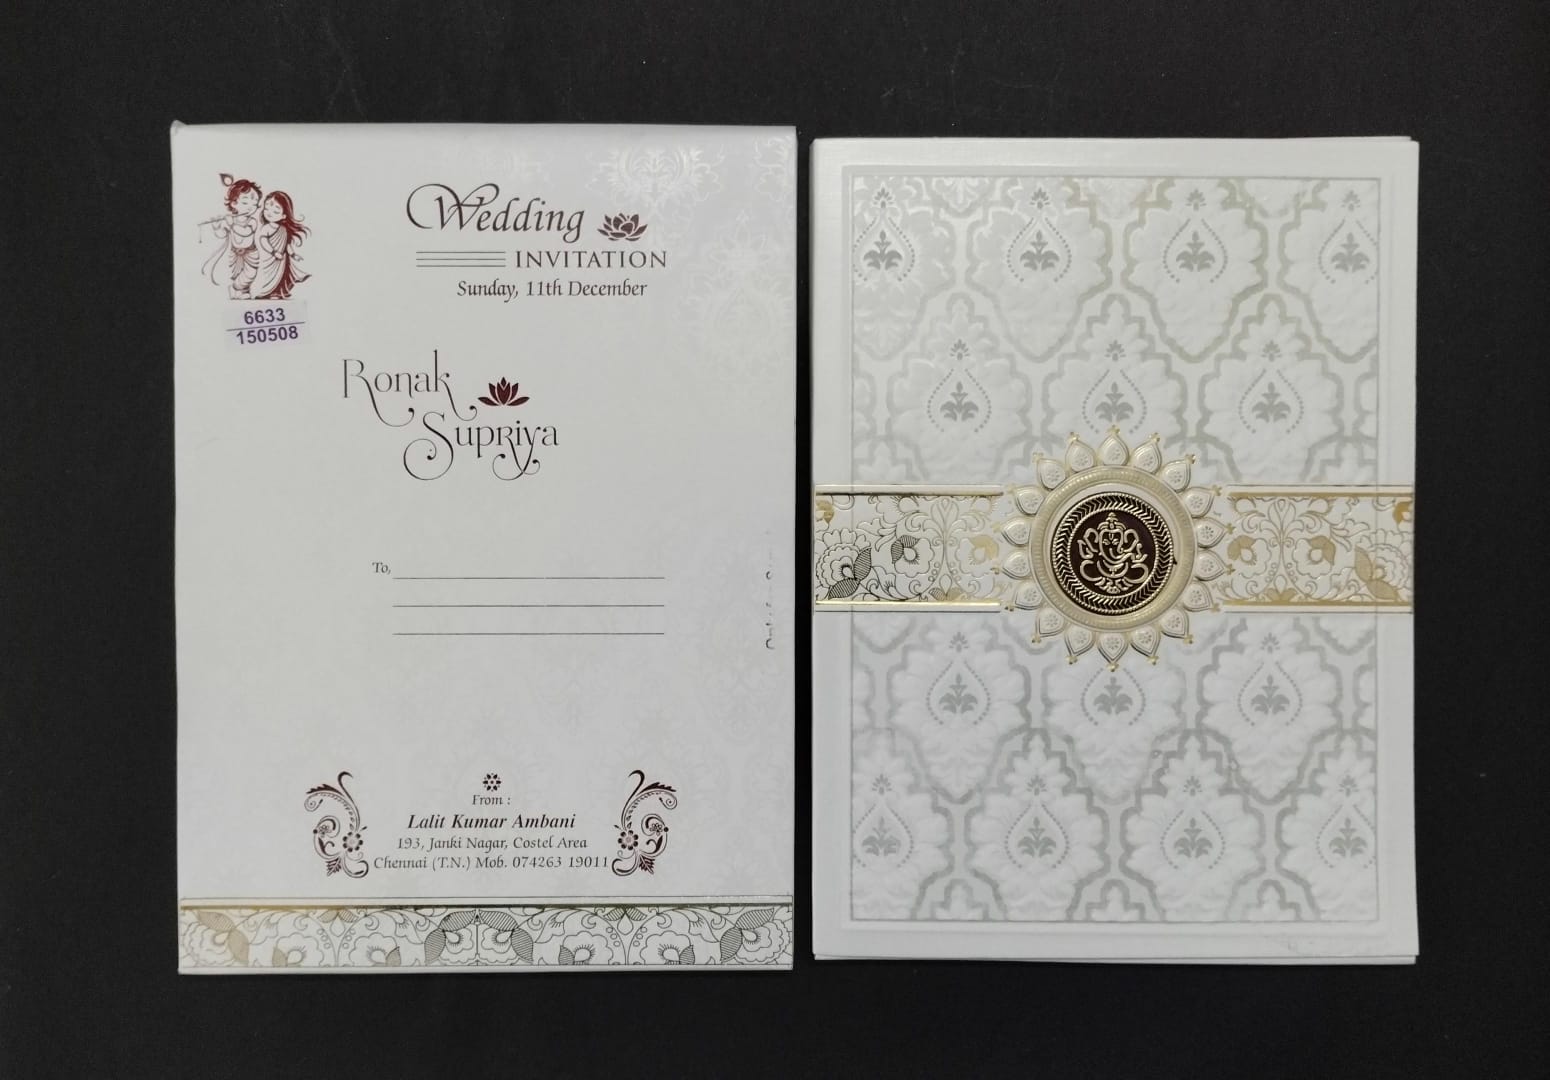 Wedding
INVITATION
Sunday, 11th December
6633
150508
Ronak
Supriya
To,
From :
Lalit Kumar Ambani
193, Janki Nagar, Costel Area
Chennai (T.N.) Mob. 074263 19011